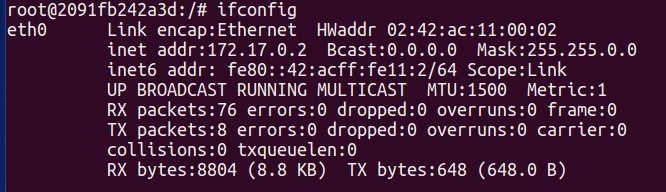 root@2091fb242a3d:/# ifconfig
eth0      Link encap:Ethernet  HWaddr 02:42:ac:11:00:02
          inet addr:172.17.0.2  Bcast:0.0.0.0  Mask:255.255.0.0
          inet6 addr: fe80::42:acff:fe11:2/64 Scope:Link
          UP BROADCAST RUNNING MULTICAST  MTU:1500  Metric:1
          RX packets:76 errors:0 dropped:0 overruns:0 frame:0
          TX packets:8 errors:0 dropped:0 overruns:0 carrier:0
          collisions:0 txqueuelen:0
          RX bytes:8804 (8.8 KB)  TX bytes:648 (648.0 B)